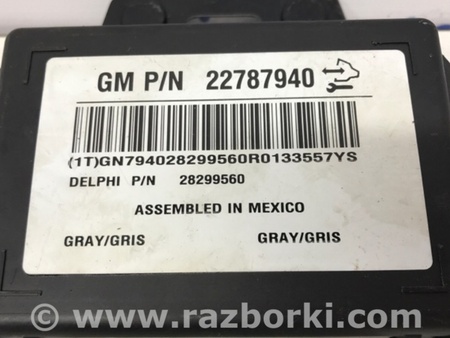 GM P/N 22787940
(1T)GN794028299560R0133557YS
DELPHI P/N 28299560
ASSEMBLED IN MEXICO
GRAY/GRIS GRAY/GRIS
www.razborki.com